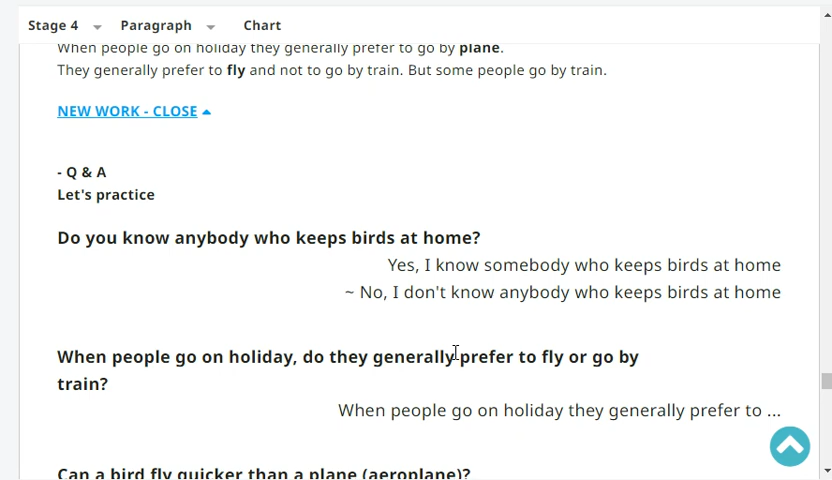 Stage 4 Paragraph Chart
When people go on holiday they generally prefer to go by plane.
They generally prefer to fly and not to go by train. But some people go by train.
NEW WORK - CLOSE
- Q & A
Let's practice
Do you know anybody who keeps birds at home?
Yes, I know somebody who keeps birds at home
~ No, I don't know anybody who keeps birds at home
When people go on holiday, do they generally prefer to fly or go by
train?
When people go on holiday they generally prefer to ...
Can a bird fly quicker than a plane (aeroplane)?